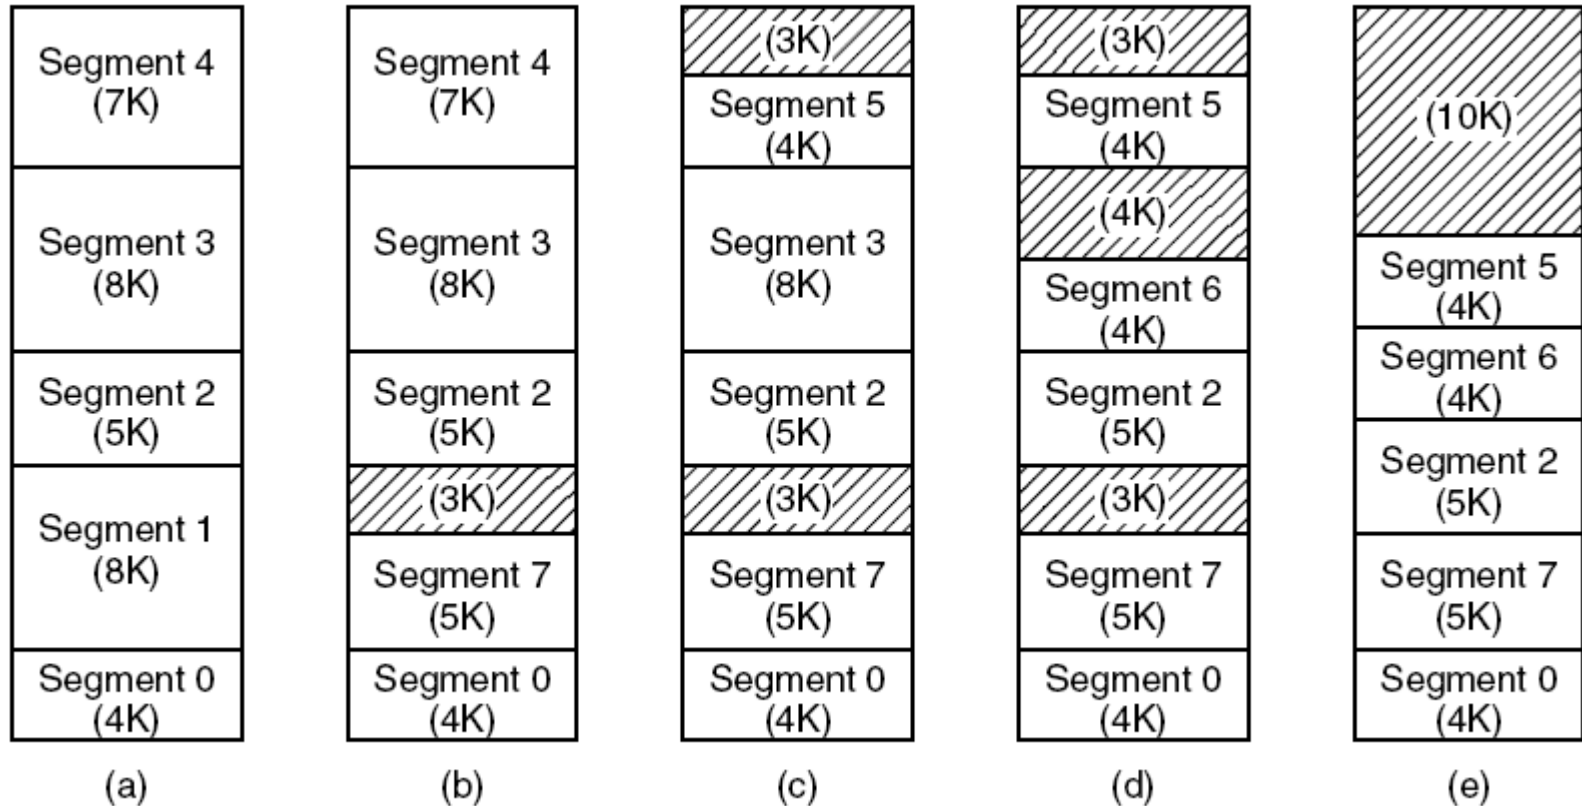 Segment 4
(7K)
Segment 3
(8K)
Segment 2
(5K)
Segment 1
(8K)
Segment 0
(4K)
(a)
Segment 4
(7K)
Segment 3
(8K)
Segment 2
(5K)
(3K)
Segment 7
(5K)
Segment 0
(4K)
(b)
(3K)
Segment 5
(4K)
Segment 3
(8K)
Segment 2
(5K)
(3K)
Segment 7
(5K)
Segment 0
(4K)
(c)
(3K)
Segment 5
(4K)
(4K)
Segment 6
(4K)
Segment 2
(5K)
(3K)
Segment 7
(5K)
Segment 0
(4K)
(d)
(10K)
Segment 5
(4K)
Segment 6
(4K)
Segment 2
(5K)
Segment 7
(5K)
Segment 0
(4K)
(e)